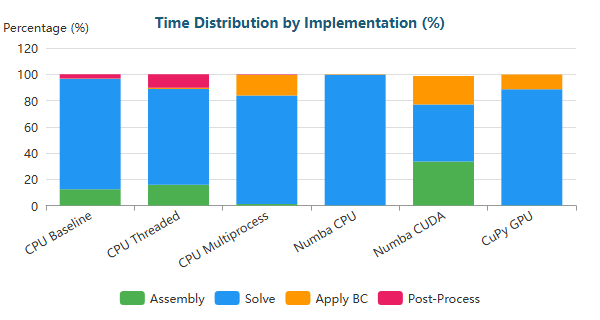 Time Distribution by Implementation (%)
Percentage (%)
120
100
80
60
40
20
0
CPU Baseline
CPU Threaded
CPU Multiprocess
Numba CPU
Numba CUDA
CuPy GPU
Assembly
Solve
Apply BC
Post-Process